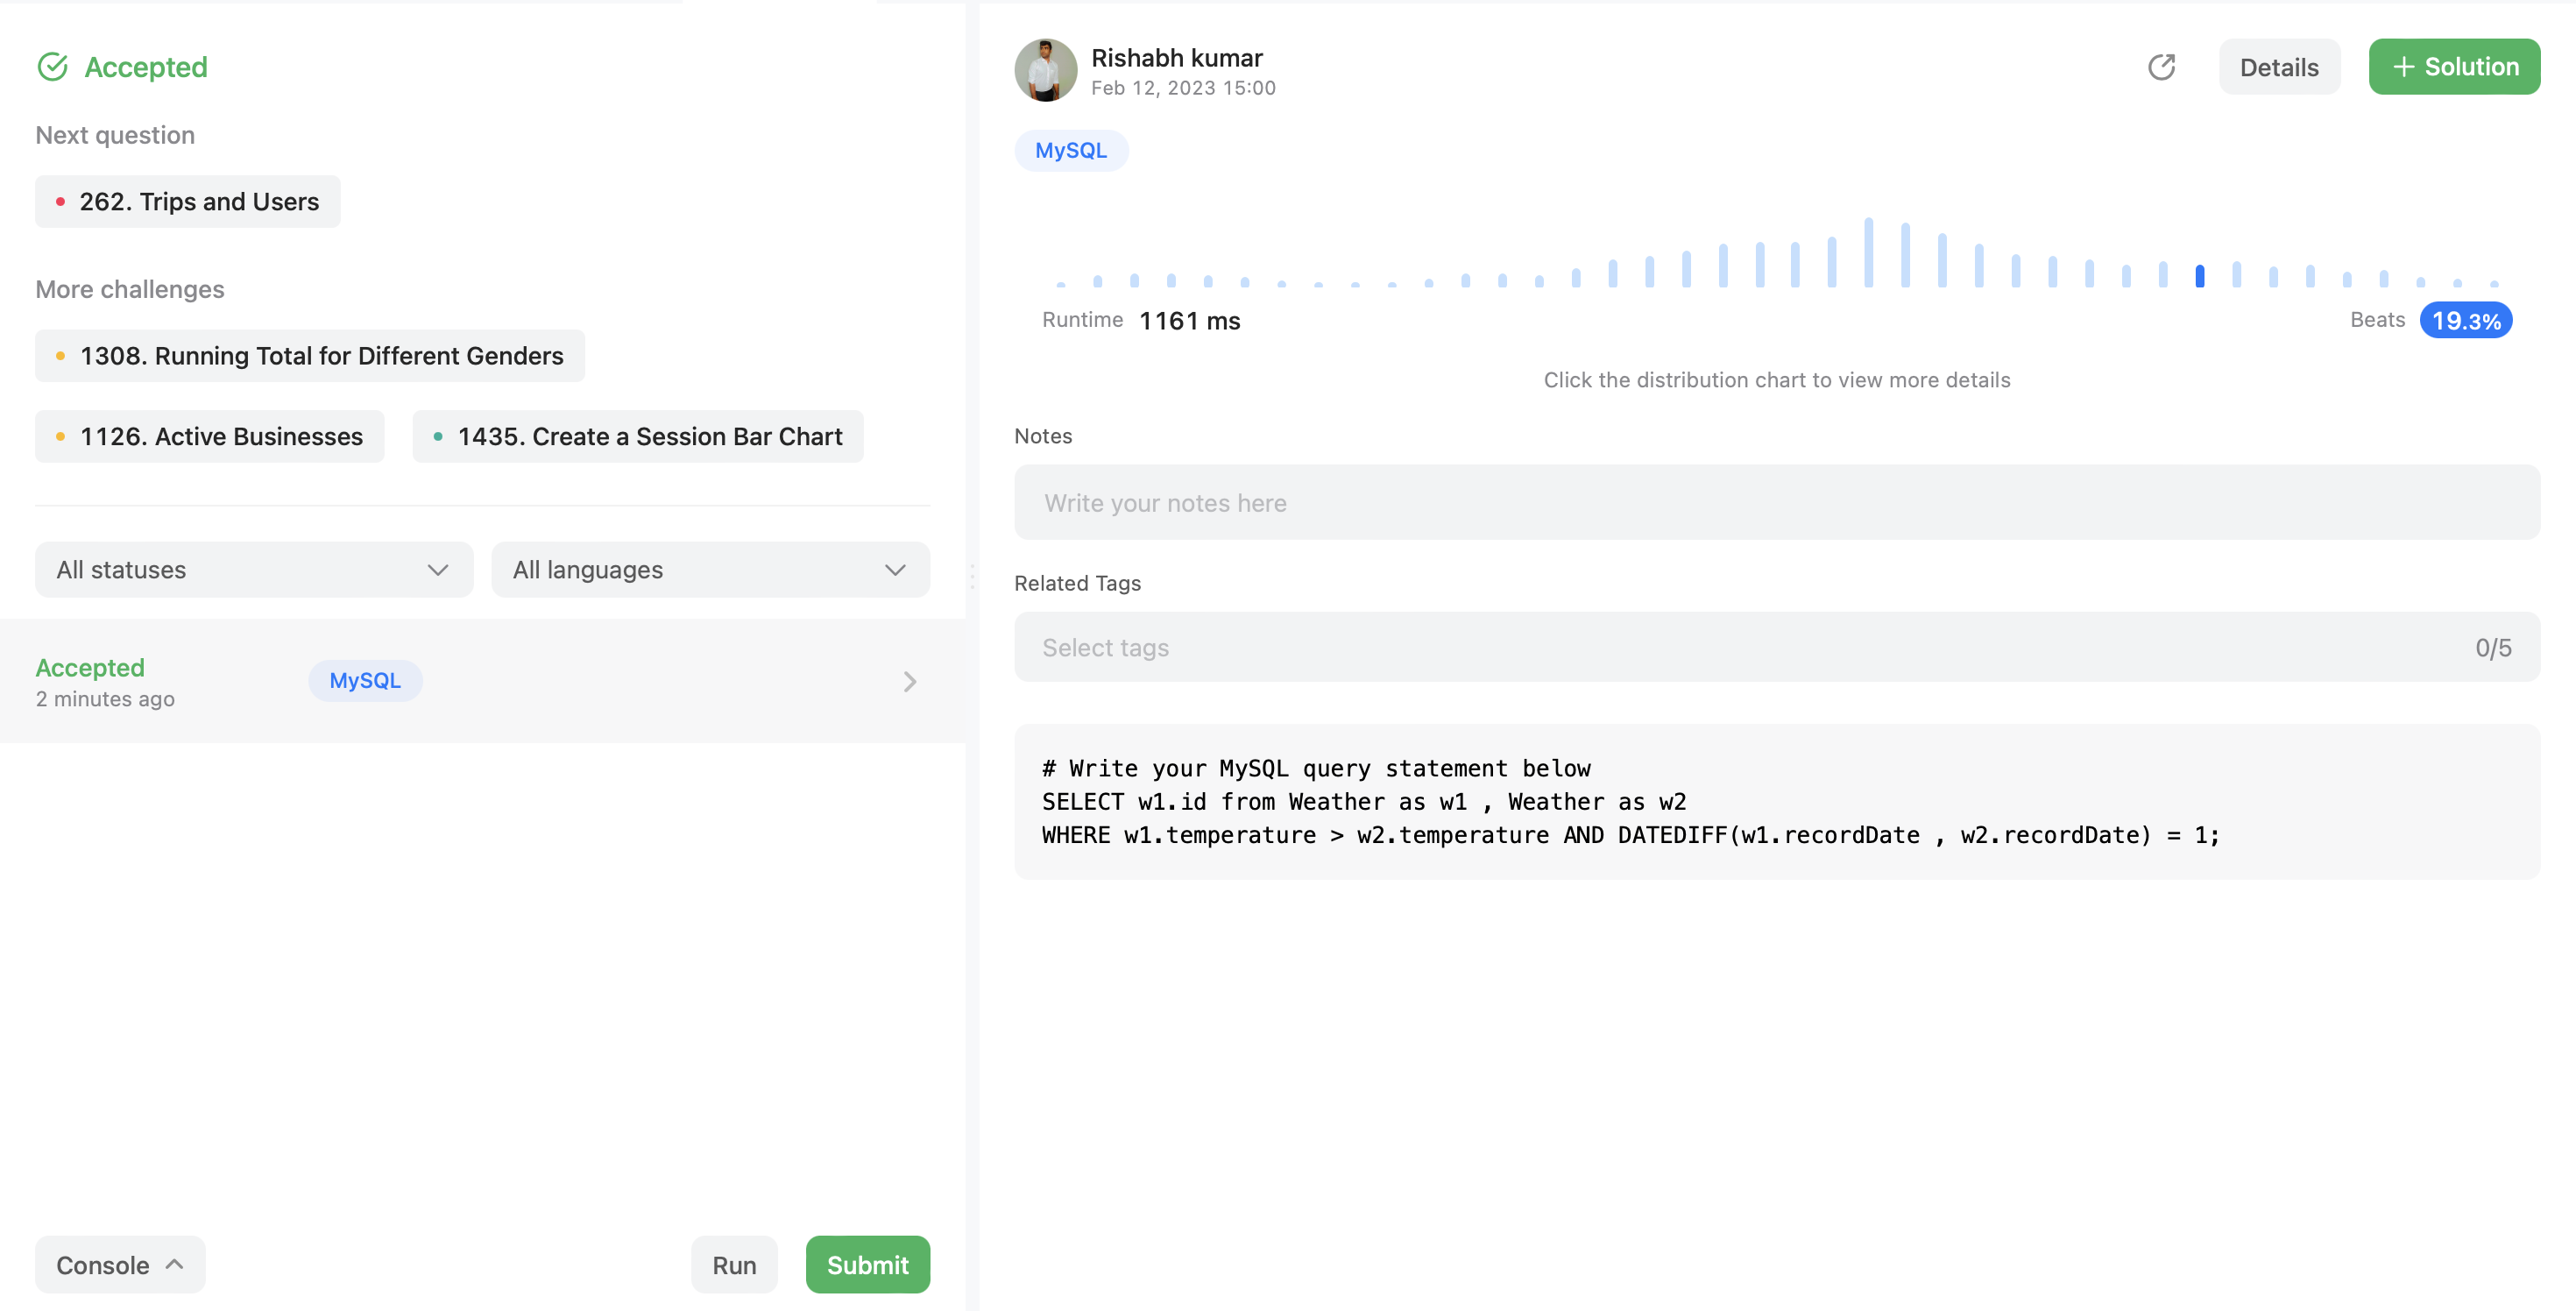 Accepted
Next question
262. Trips and Users
More challenges
1308. Running Total for Different Genders
1126. Active Businesses
1435. Create a Session Bar Chart
All statuses
All languages
Accepted
2 minutes ago
MySQL
Console
Run
Submit
Rishabh kumar
Feb 12, 2023 15:00
Details
+ Solution
MySQL
Runtime 1161 ms
Beats 19.3%
Click the distribution chart to view more details
Notes
Write your notes here
Related Tags
Select tags
0/5
# Write your MySQL query statement below
SELECT w1.id from Weather as w1 , Weather as w2
WHERE w1.temperature > w2.temperature AND DATEDIFF(w1.recordDate , w2.recordDate) = 1;